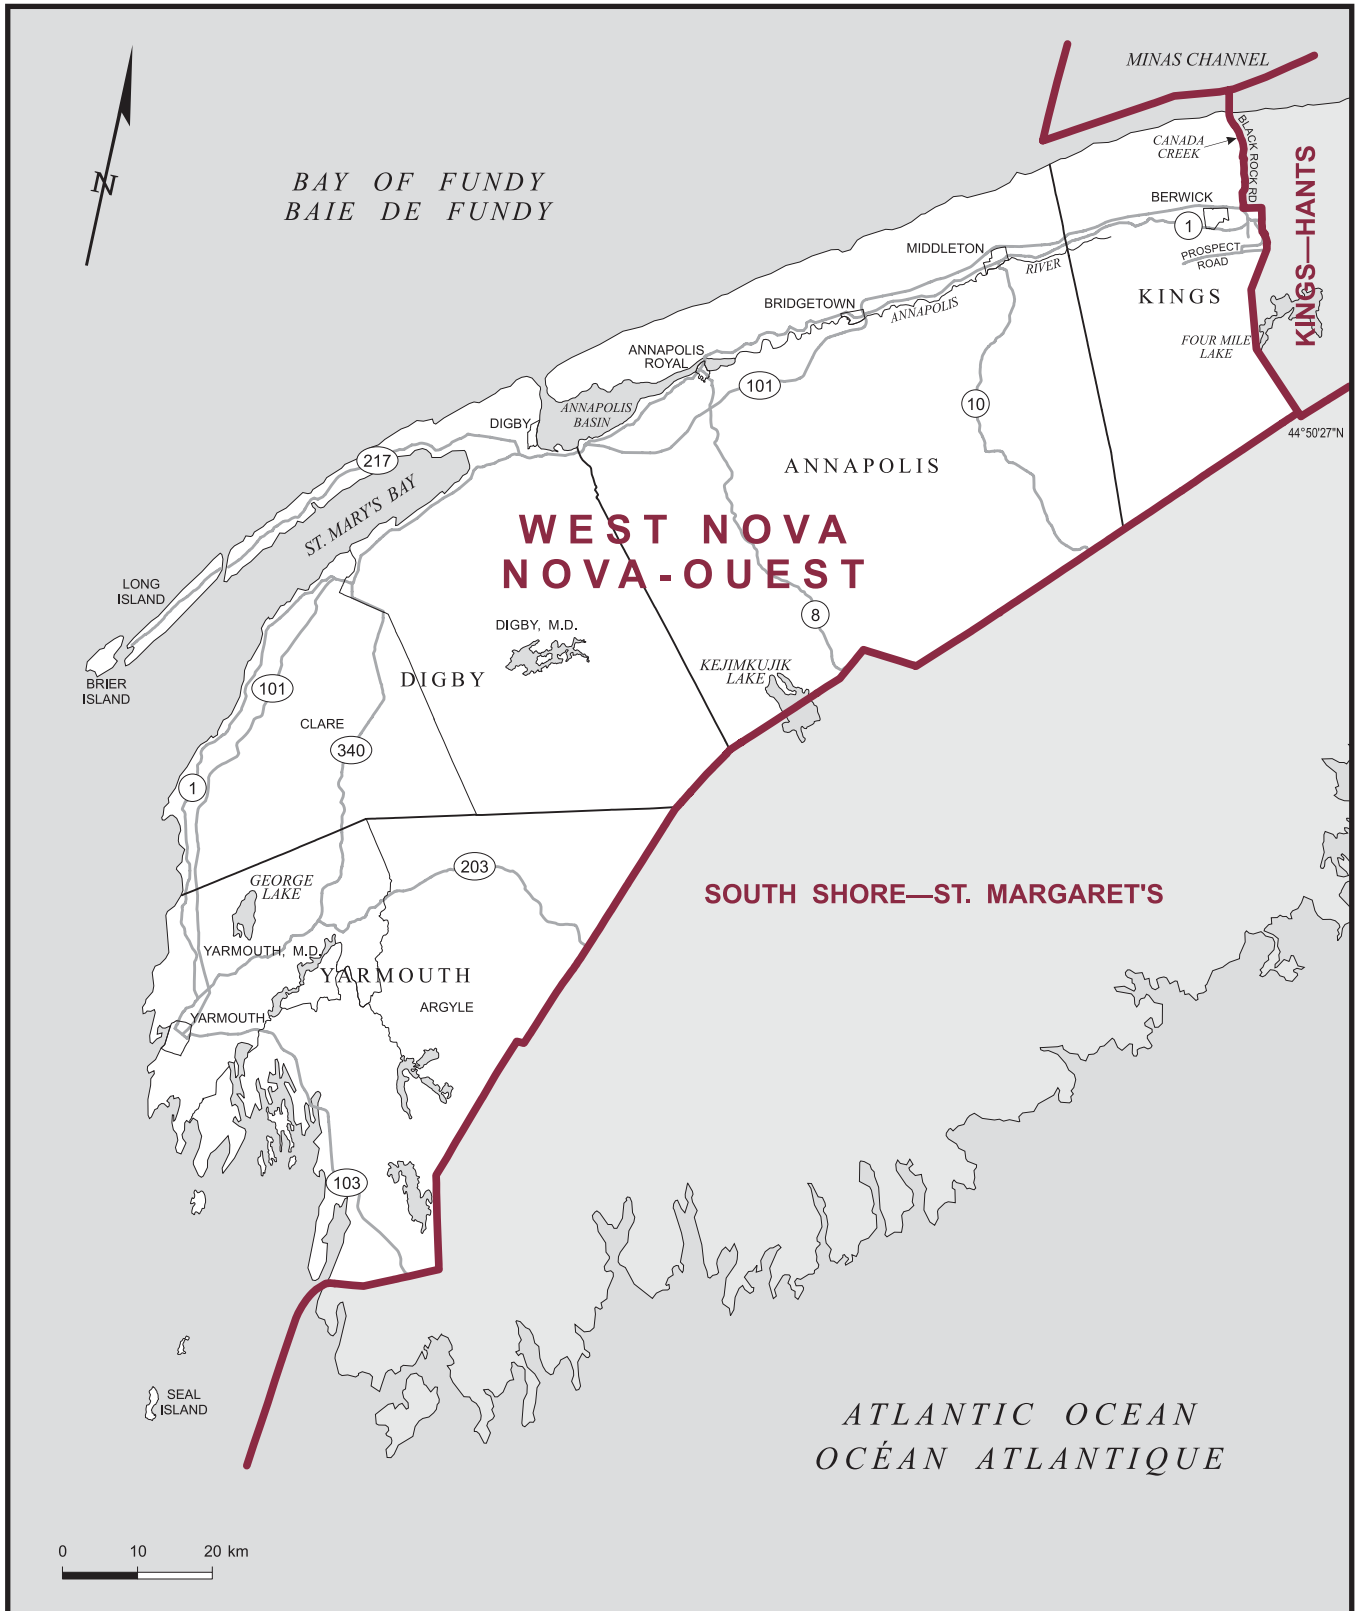 MINAS CHANNEL
N
BAY OF FUNDY
BAIE DE FUNDY
CANADA
CREEK
BLACK ROCK RD
KINGS—HANTS
BERWICK
1
PROSPECT
ROAD
MIDDLETON
RIVER
KINGS
BRIDGETOWN
ANNAPOLIS
FOUR MILE
LAKE
ANNAPOLIS
ROYAL
101
10
ANNAPOLIS
BASIN
DIGBY
44°50'27"N
217
ANNAPOLIS
ST. MARY'S BAY
WEST NOVA
NOVA-OUEST
LONG
ISLAND
8
DIGBY, M.D.
KEJIMKUJIK
LAKE
BRIER
ISLAND
101
DIGBY
CLARE
340
1
203
GEORGE
LAKE
SOUTH SHORE—ST. MARGARET'S
YARMOUTH, M.D.
YARMOUTH
ARGYLE
YARMOUTH
103
SEAL
ISLAND
ATLANTIC OCEAN
OCÉAN ATLANTIQUE
0 10 20 km